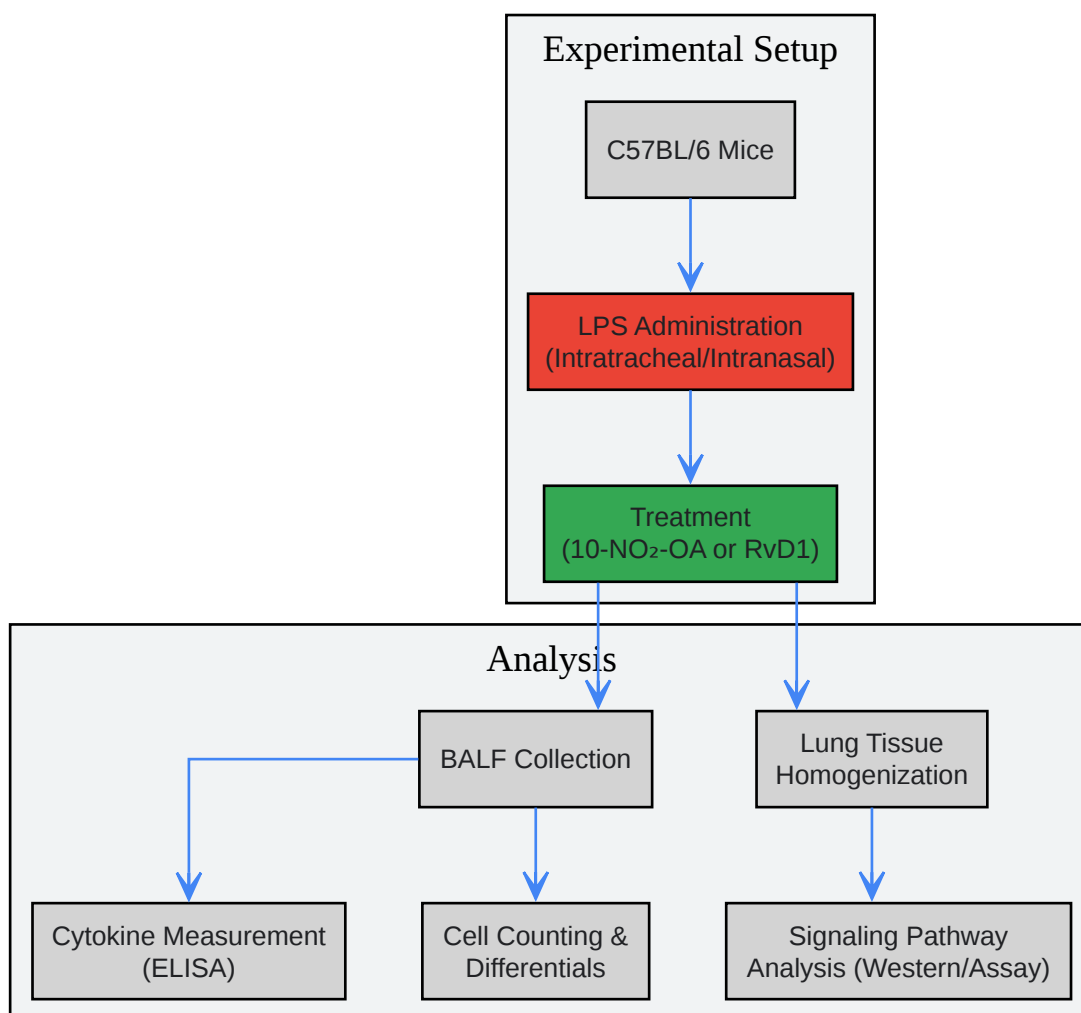 Experimental Setup
C57BL/6 Mice
LPS Administration
(Intratracheal/Intranasal)
Treatment
(10-NO₂-OA or RvD1)
Analysis
BALF Collection
Lung Tissue
Homogenization
Cytokine Measurement
(ELISA)
Cell Counting &
Differentials
Signaling Pathway
Analysis (Western/Assay)